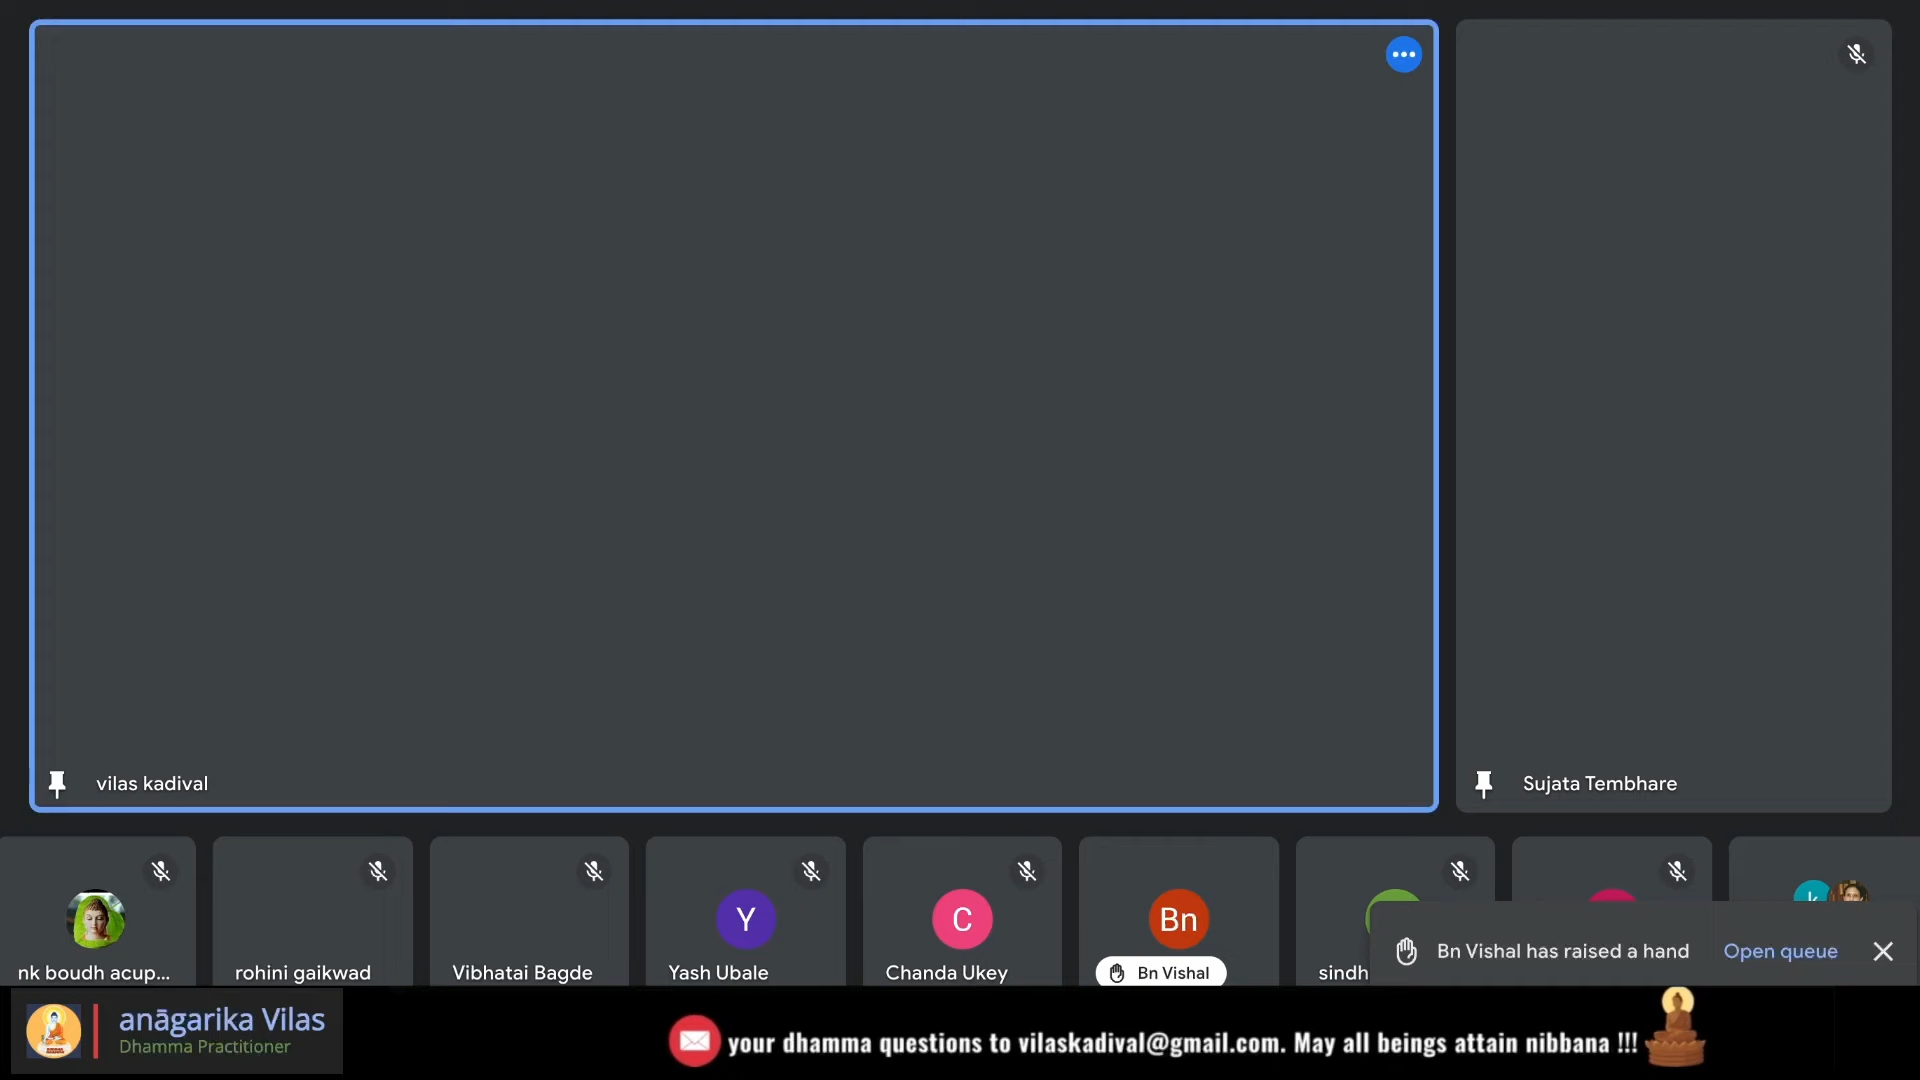 vilas kadival
Sujata Tembhare
nk boudh acup...
rohini gaikwad
Vibhatai Bagde
Y
Yash Ubale
C
Chanda Ukey
Bn
Bn Vishal
sindh
Bn Vishal has raised a hand
Open queue
anāgarika Vilas
Dhamma Practitioner
your dhamma questions to vilaskadival@gmail.com. May all beings attain nibbana !!!